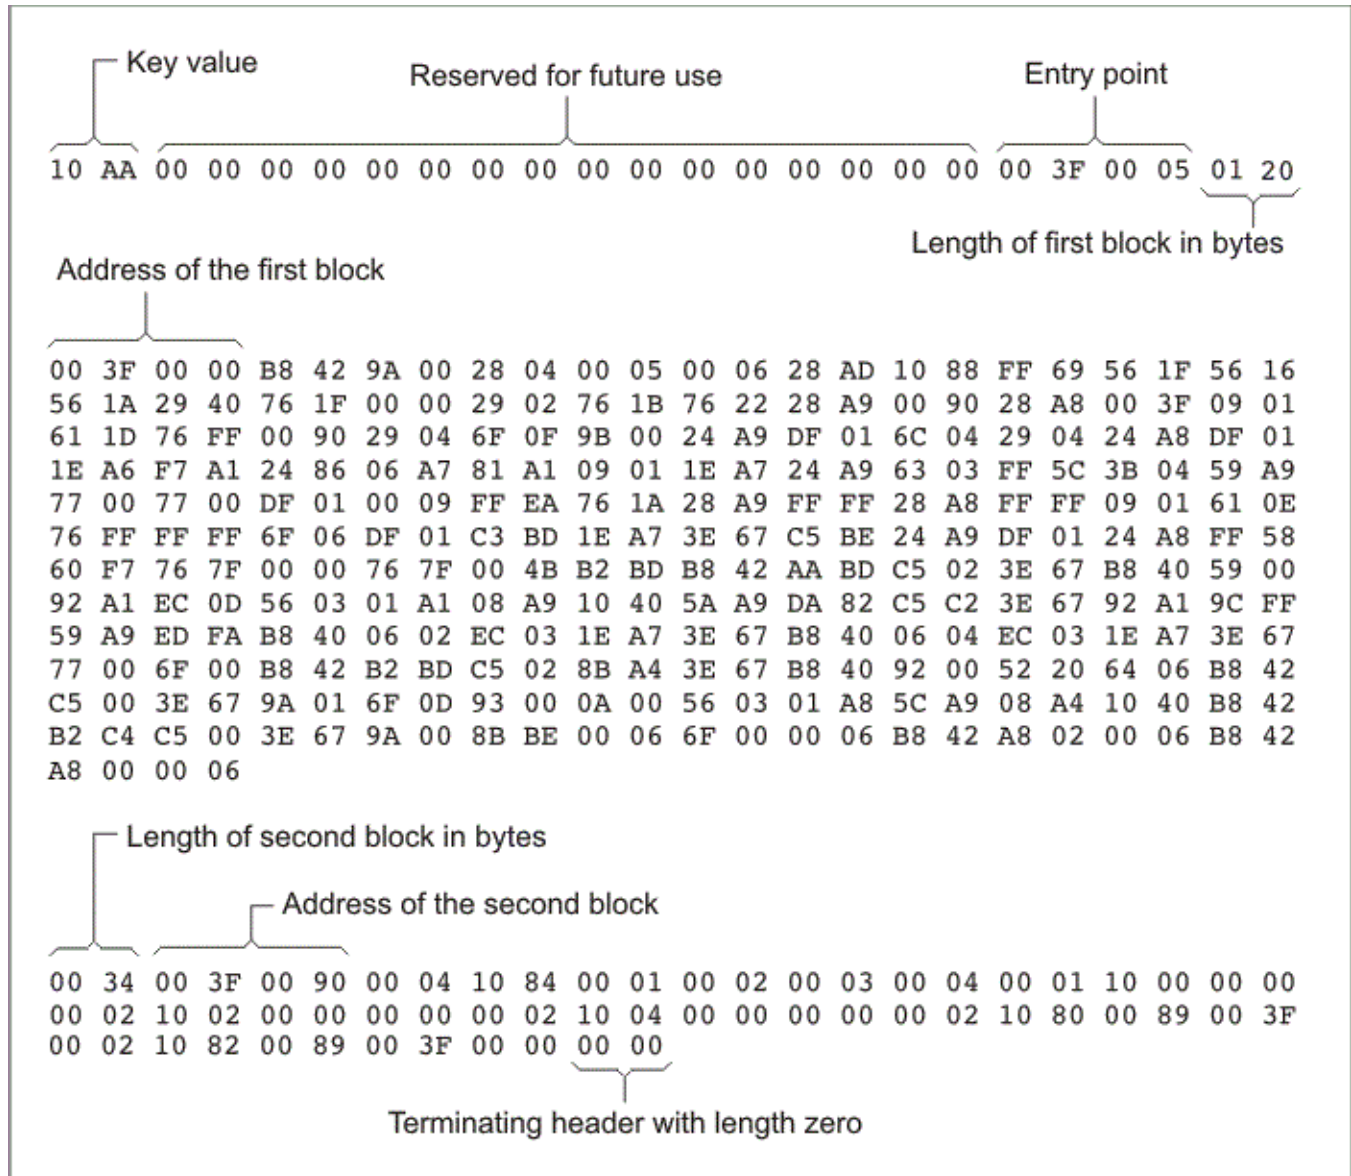 Key value
Reserved for future use
Entry point
10 AA 00 00 00 00 00 00 00 00 00 00 00 00 00 00 00 00 00 3F 00 05 01 20
Length of first block in bytes
Address of the first block
00 3F 00 00 B8 42 9A 00 28 04 00 05 00 06 28 AD 10 88 FF 69 56 1F 56 16
56 1A 29 40 76 1F 00 00 29 02 76 1B 76 22 28 A9 00 90 28 A8 00 3F 09 01
61 1D 76 FF 00 90 29 04 6F 0F 9B 00 24 A9 DF 01 6C 04 29 04 24 A8 DF 01
1E A6 F7 A1 24 86 06 A7 81 A1 09 01 1E A7 24 A9 63 03 FF 5C 3B 04 59 A9
77 00 77 00 DF 01 00 09 FF EA 76 1A 28 A9 FF FF 28 A8 FF FF 09 01 61 0E
76 FF FF FF 6F 06 DF 01 C3 BD 1E A7 3E 67 C5 BE 24 A9 DF 01 24 A8 FF 58
60 F7 76 7F 00 00 76 7F 00 4B B2 BD B8 42 AA BD C5 02 3E 67 B8 40 59 00
92 A1 EC 0D 56 03 01 A1 08 A9 10 40 5A A9 DA 82 C5 C2 3E 67 92 A1 9C FF
59 A9 ED FA B8 40 06 02 EC 03 1E A7 3E 67 B8 40 06 04 EC 03 1E A7 3E 67
77 00 6F 00 B8 42 B2 BD C5 02 8B A4 3E 67 B8 40 92 00 52 20 64 06 B8 42
C5 00 3E 67 9A 01 6F 0D 93 00 0A 00 56 03 01 A8 5C A9 08 A4 10 40 B8 42
B2 C4 C5 00 3E 67 9A 00 8B BE 00 06 6F 00 00 06 B8 42 A8 02 00 06 B8 42
A8 00 00 06
Length of second block in bytes
Address of the second block
00 34 00 3F 00 90 00 04 10 84 00 01 00 02 00 03 00 04 00 01 10 00 00 00
00 02 10 02 00 00 00 00 00 02 10 04 00 00 00 00 00 02 10 80 00 89 00 3F
00 02 10 82 00 89 00 3F 00 00 00 00
Terminating header with length zero